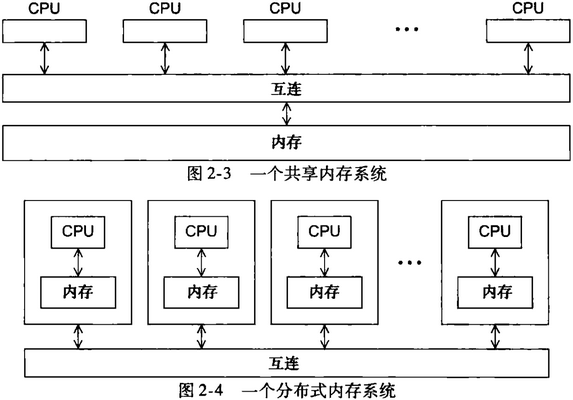 CPU CPU CPU ... CPU
互连
内存
图 2-3 一个共享内存系统
CPU CPU CPU CPU
...
内存 内存 内存 内存
互连
图 2-4 一个分布式内存系统